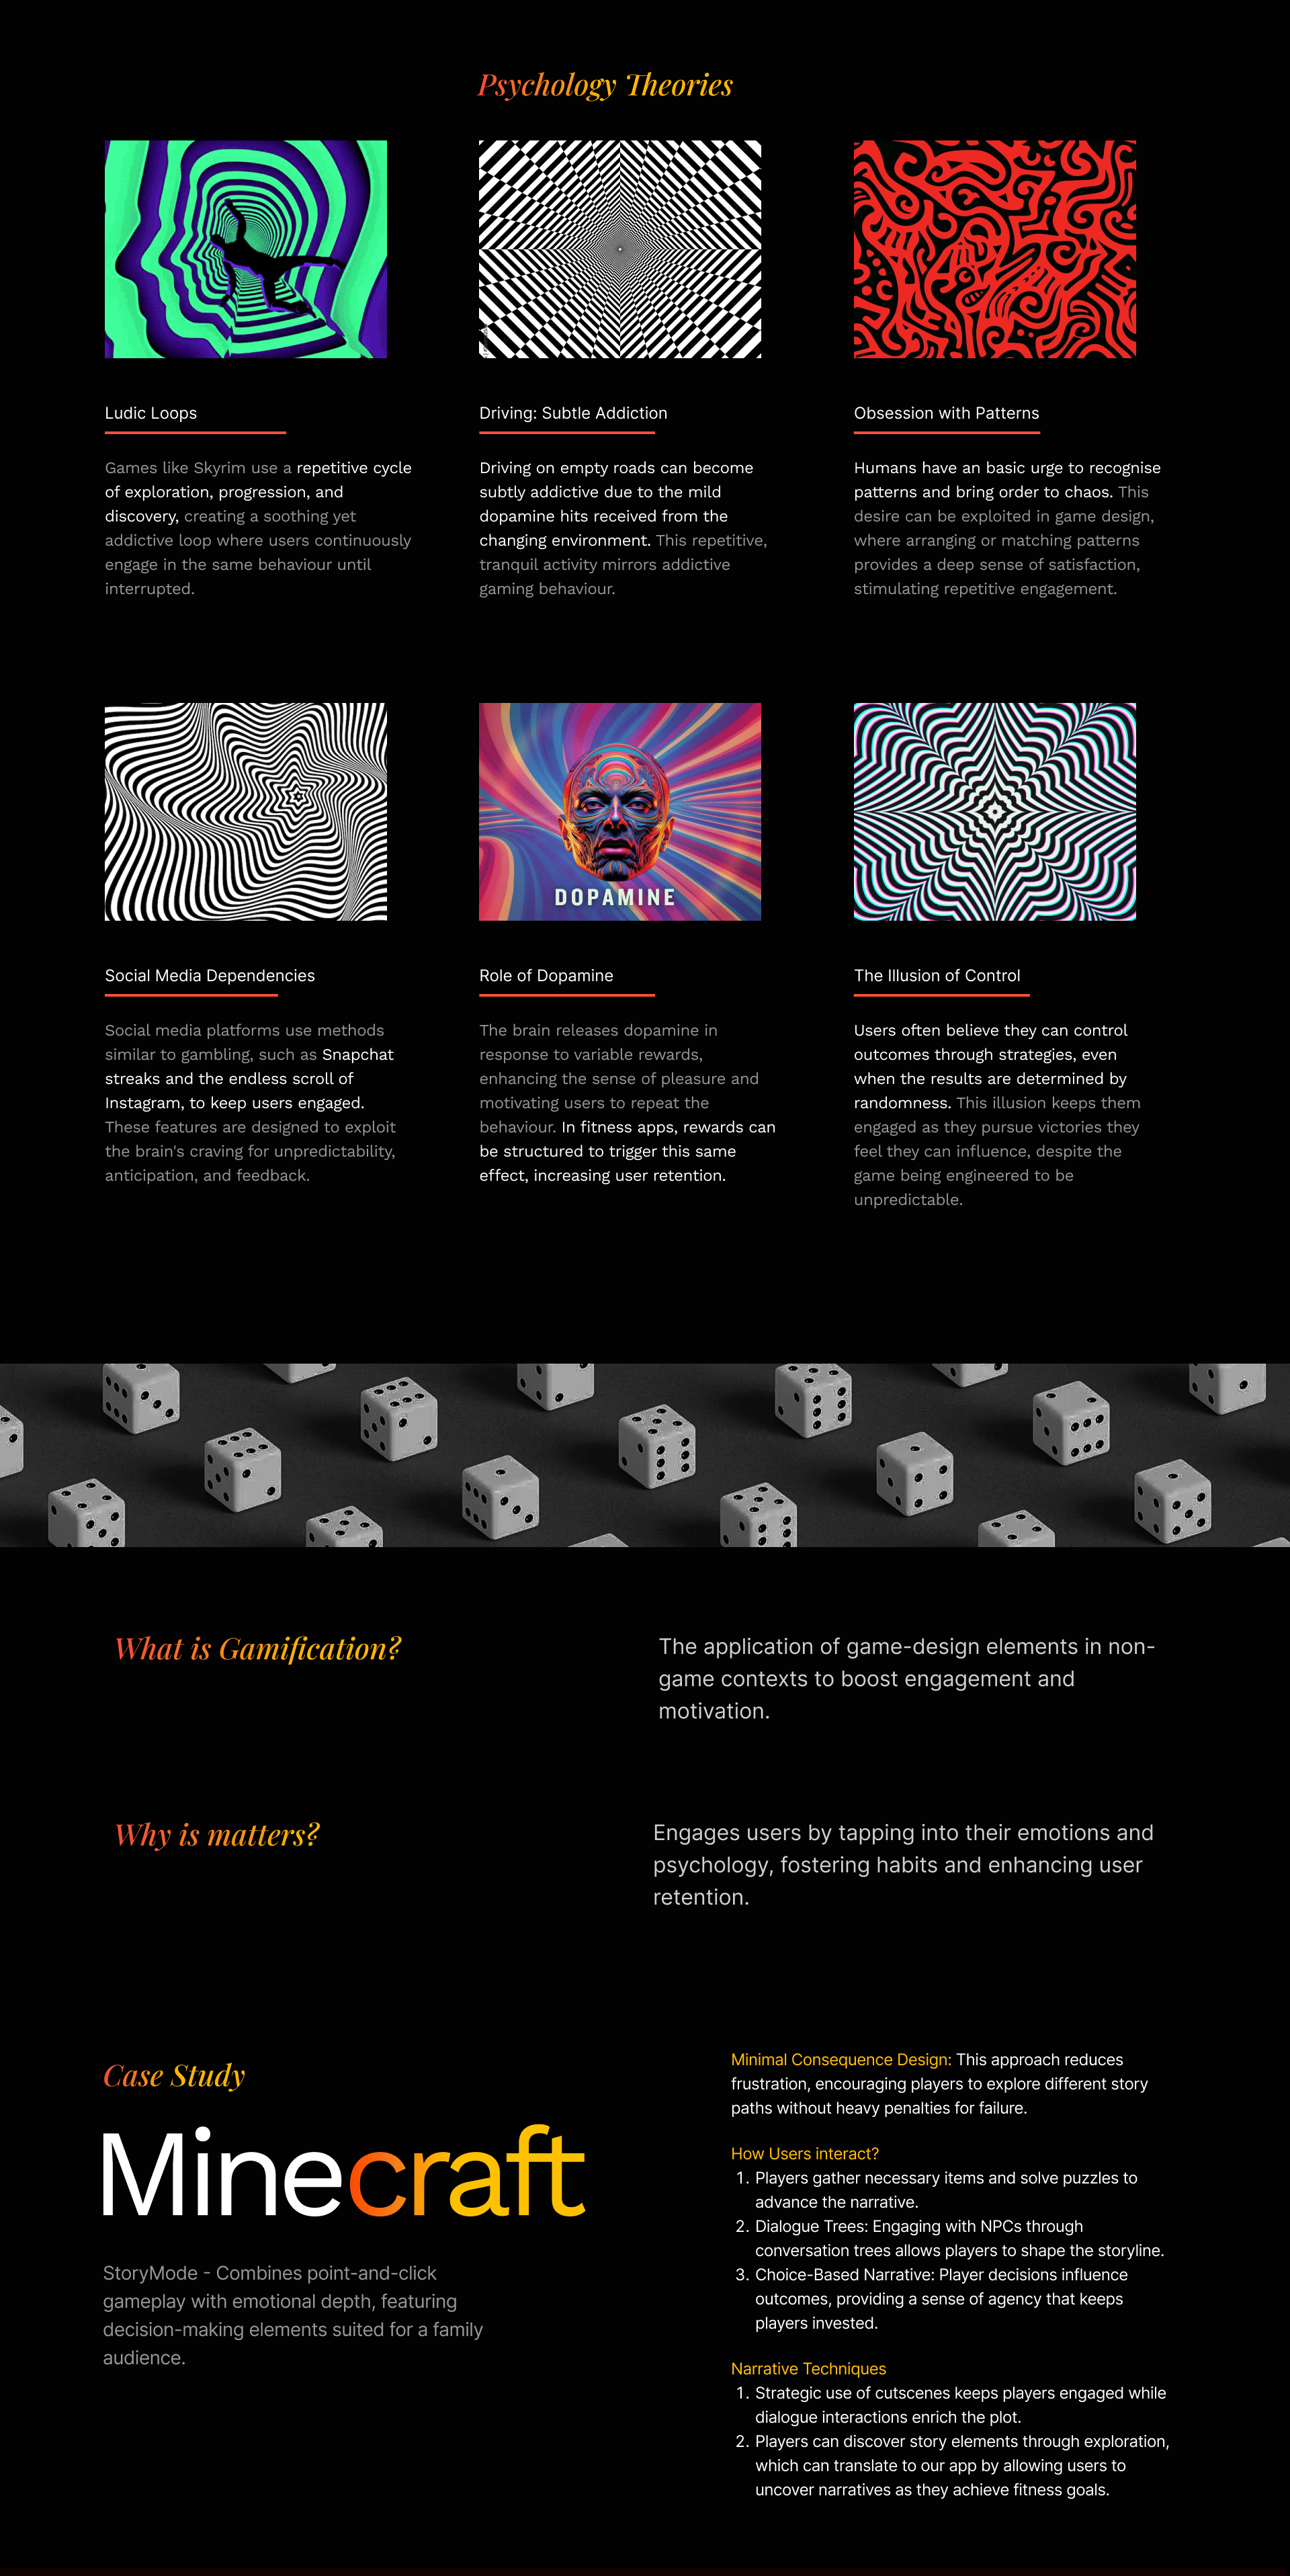 Psychology Theories
Ludic Loops
Games like Skyrim use a repetitive cycle
of exploration, progression, and
discovery, creating a soothing yet
addictive loop where users continuously
engage in the same behaviour until
interrupted.
Driving: Subtle Addiction
Driving on empty roads can become
subtly addictive due to the mild
dopamine hits received from the
changing environment. This repetitive,
tranquil activity mirrors addictive
gaming behaviour.
Obsession with Patterns
Humans have an basic urge to recognise
patterns and bring order to chaos. This
desire can be exploited in game design,
where arranging or matching patterns
provides a deep sense of satisfaction,
stimulating repetitive engagement.
DOPAMINE
Social Media Dependencies
Social media platforms use methods
similar to gambling, such as Snapchat
streaks and the endless scroll of
Instagram, to keep users engaged.
These features are designed to exploit
the brain's craving for unpredictability,
anticipation, and feedback.
Role of Dopamine
The brain releases dopamine in
response to variable rewards,
enhancing the sense of pleasure and
motivating users to repeat the
behaviour. In fitness apps, rewards can
be structured to trigger this same
effect, increasing user retention.
The Illusion of Control
Users often believe they can control
outcomes through strategies, even
when the results are determined by
randomness. This illusion keeps them
engaged as they pursue victories they
feel they can influence, despite the
game being engineered to be
unpredictable.
What is Gamification?
The application of game-design elements in non-
game contexts to boost engagement and
motivation.
Why is matters?
Engages users by tapping into their emotions and
psychology, fostering habits and enhancing user
retention.
Case Study
Minecraft
StoryMode - Combines point-and-click
gameplay with emotional depth, featuring
decision-making elements suited for a family
audience.
Minimal Consequence Design: This approach reduces
frustration, encouraging players to explore different story
paths without heavy penalties for failure.
How Users interact?
1. Players gather necessary items and solve puzzles to
advance the narrative.
2. Dialogue Trees: Engaging with NPCs through
conversation trees allows players to shape the storyline.
3. Choice-Based Narrative: Player decisions influence
outcomes, providing a sense of agency that keeps
players invested.
Narrative Techniques
1. Strategic use of cutscenes keeps players engaged while
dialogue interactions enrich the plot.
2. Players can discover story elements through exploration,
which can translate to our app by allowing users to
uncover narratives as they achieve fitness goals.